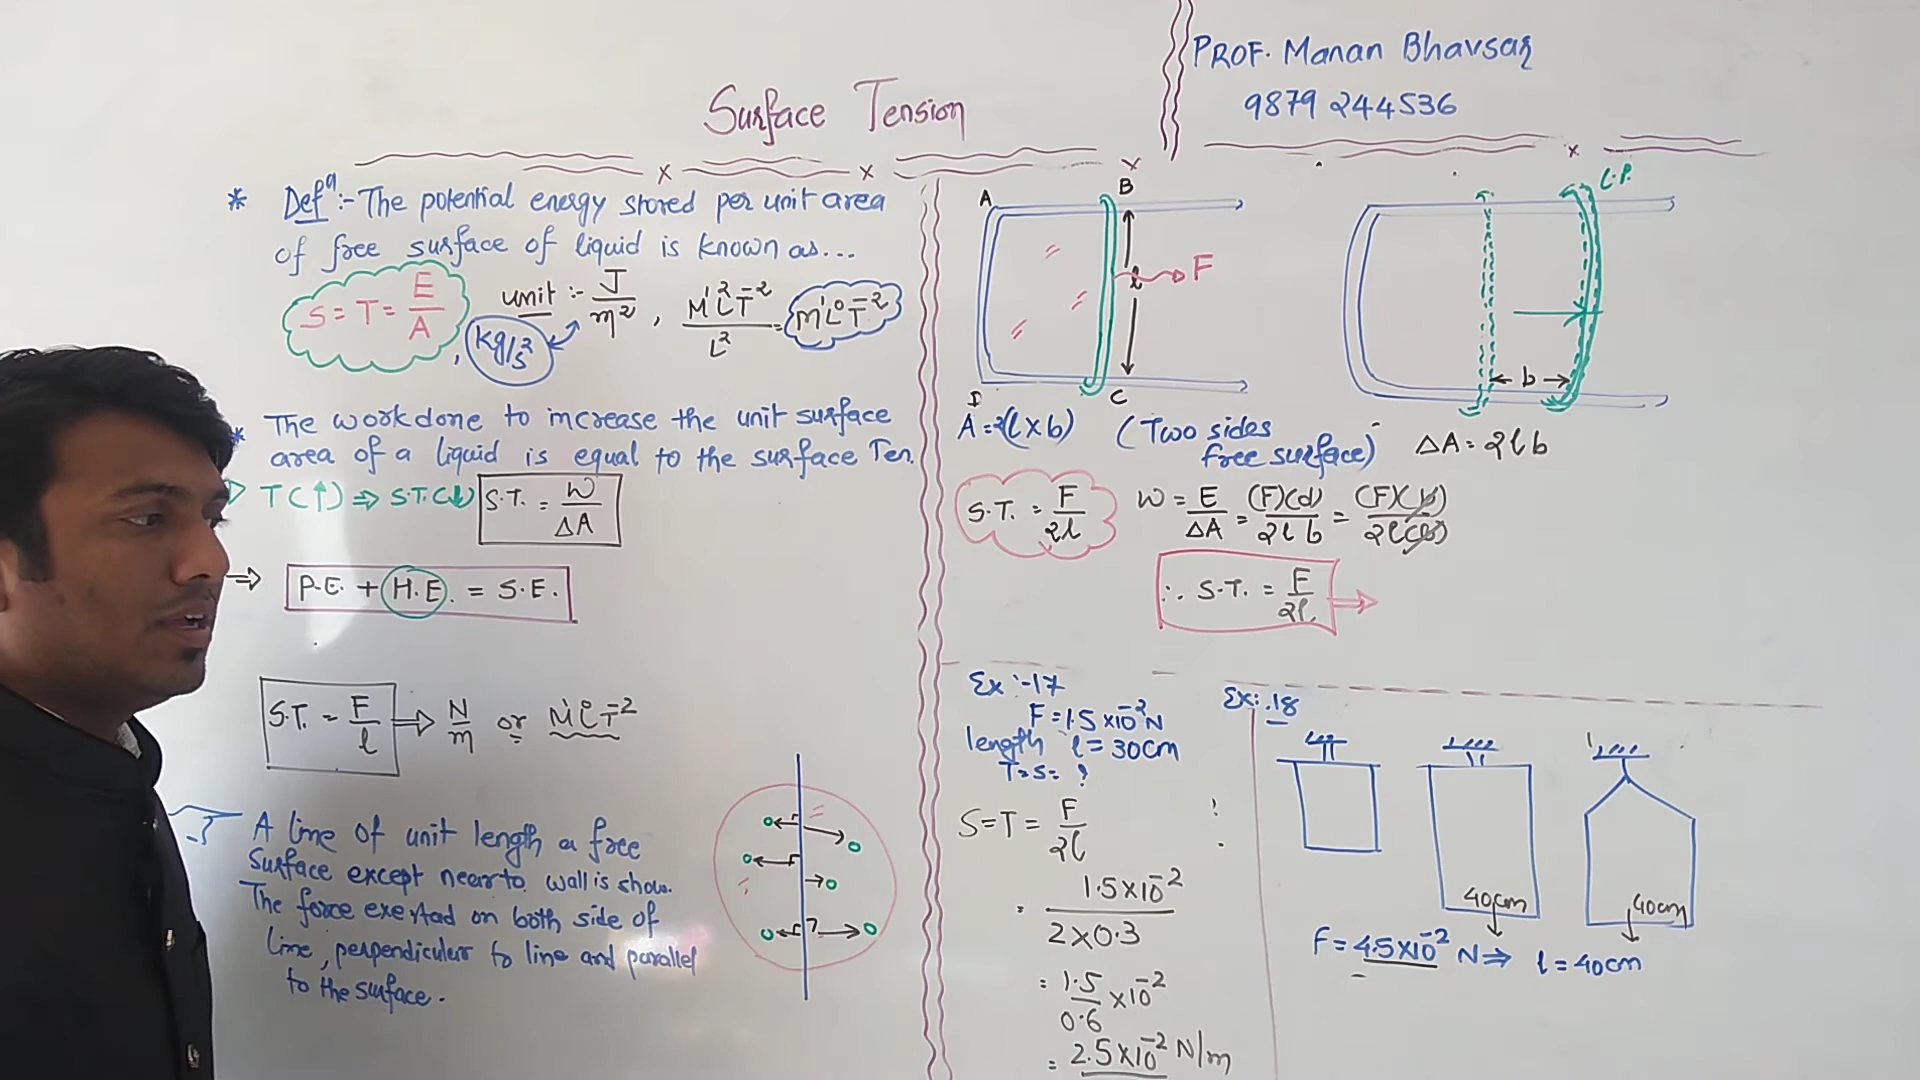 Surface Tension
PROF. Manan Bhavsar
9879 244536
* Defⁿ :- The potential energy stored per unit area
of free surface of liquid is known as...
S = T = E/A , unit :- J/m² , M¹L²T⁻²/L² = M¹L⁰T⁻²
kg/s²
* The workdone to increase the unit surface
area of a liquid is equal to the surface Ten.
T(↑) ⇒ S.T.(↓) S.T. = W/ΔA
⇒ P.E. + H.E. = S.E.
S.T. = F/l ⇒ N/m or M¹L⁰T⁻²
A line of unit length a free
surface except near to wall is show.
The force exerted on both side of
line, perpendicular to line and parallel
to the surface.
A B
l F
D C
L.P.
b
A = 2(l × b) (Two sides
free surface) ΔA = 2lb
S.T. = F/2l W = E/ΔA = (F)(d)/2lb = (F)(b)/2l(b)
∴ S.T. = F/2l ⇒
Ex :-17
F = 1.5 × 10⁻² N
length l = 30cm
T = S = ?
S = T = F/2l
= 1.5 × 10⁻²/2 × 0.3
= 1.5/0.6 × 10⁻²
= 2.5 × 10⁻² N/m
Ex: .18
40cm 40cm
F = 4.5 × 10⁻² N ⇒ l = 40cm